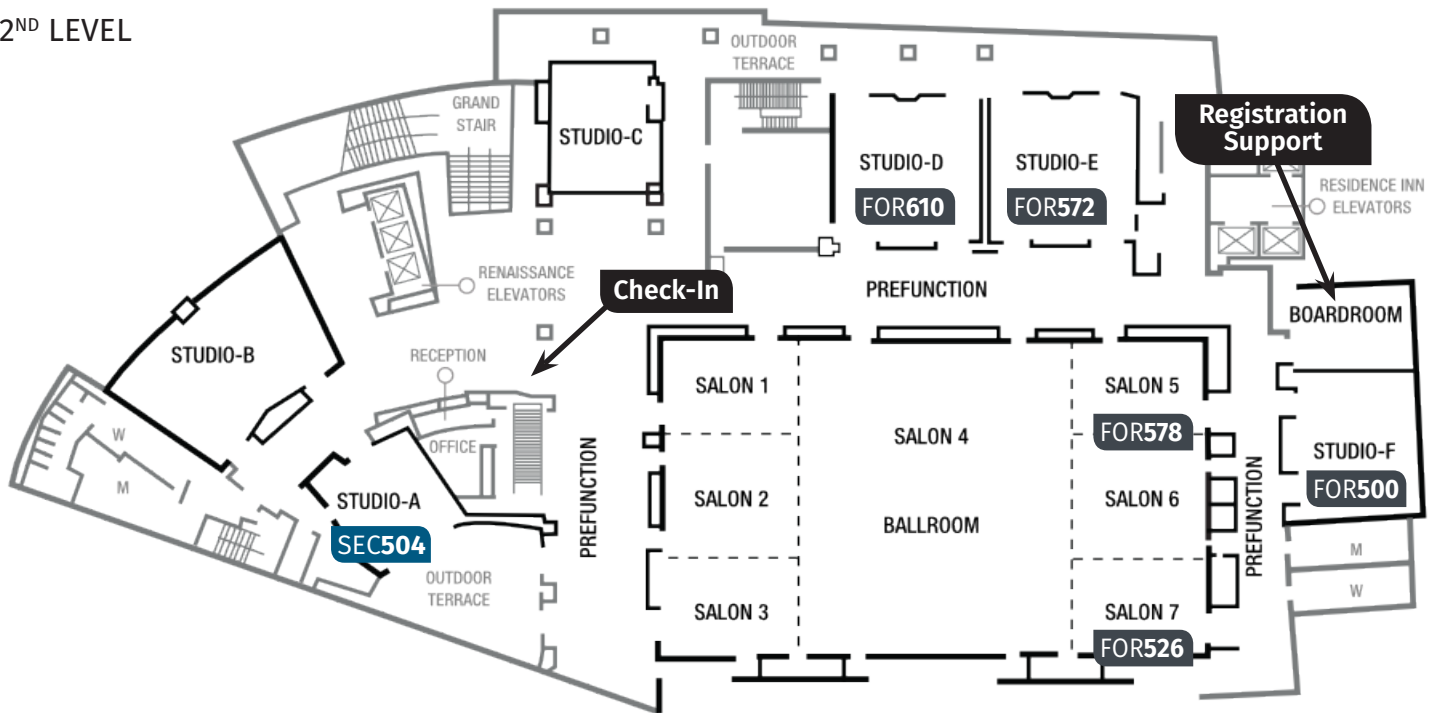 2ND LEVEL
OUTDOOR
TERRACE
GRAND
STAIR
STUDIO-C
STUDIO-D
FOR610
STUDIO-E
FOR572
Registration
Support
RESIDENCE INN
ELEVATORS
RENAISSANCE
ELEVATORS
Check-In
PREFUNCTION
BOARDROOM
STUDIO-B
RECEPTION
OFFICE
W
M
STUDIO-A
SEC504
OUTDOOR
TERRACE
PREFUNCTION
SALON 1
SALON 2
SALON 3
SALON 4
BALLROOM
SALON 5
FOR578
SALON 6
SALON 7
FOR526
PREFUNCTION
STUDIO-F
FOR500
M
W